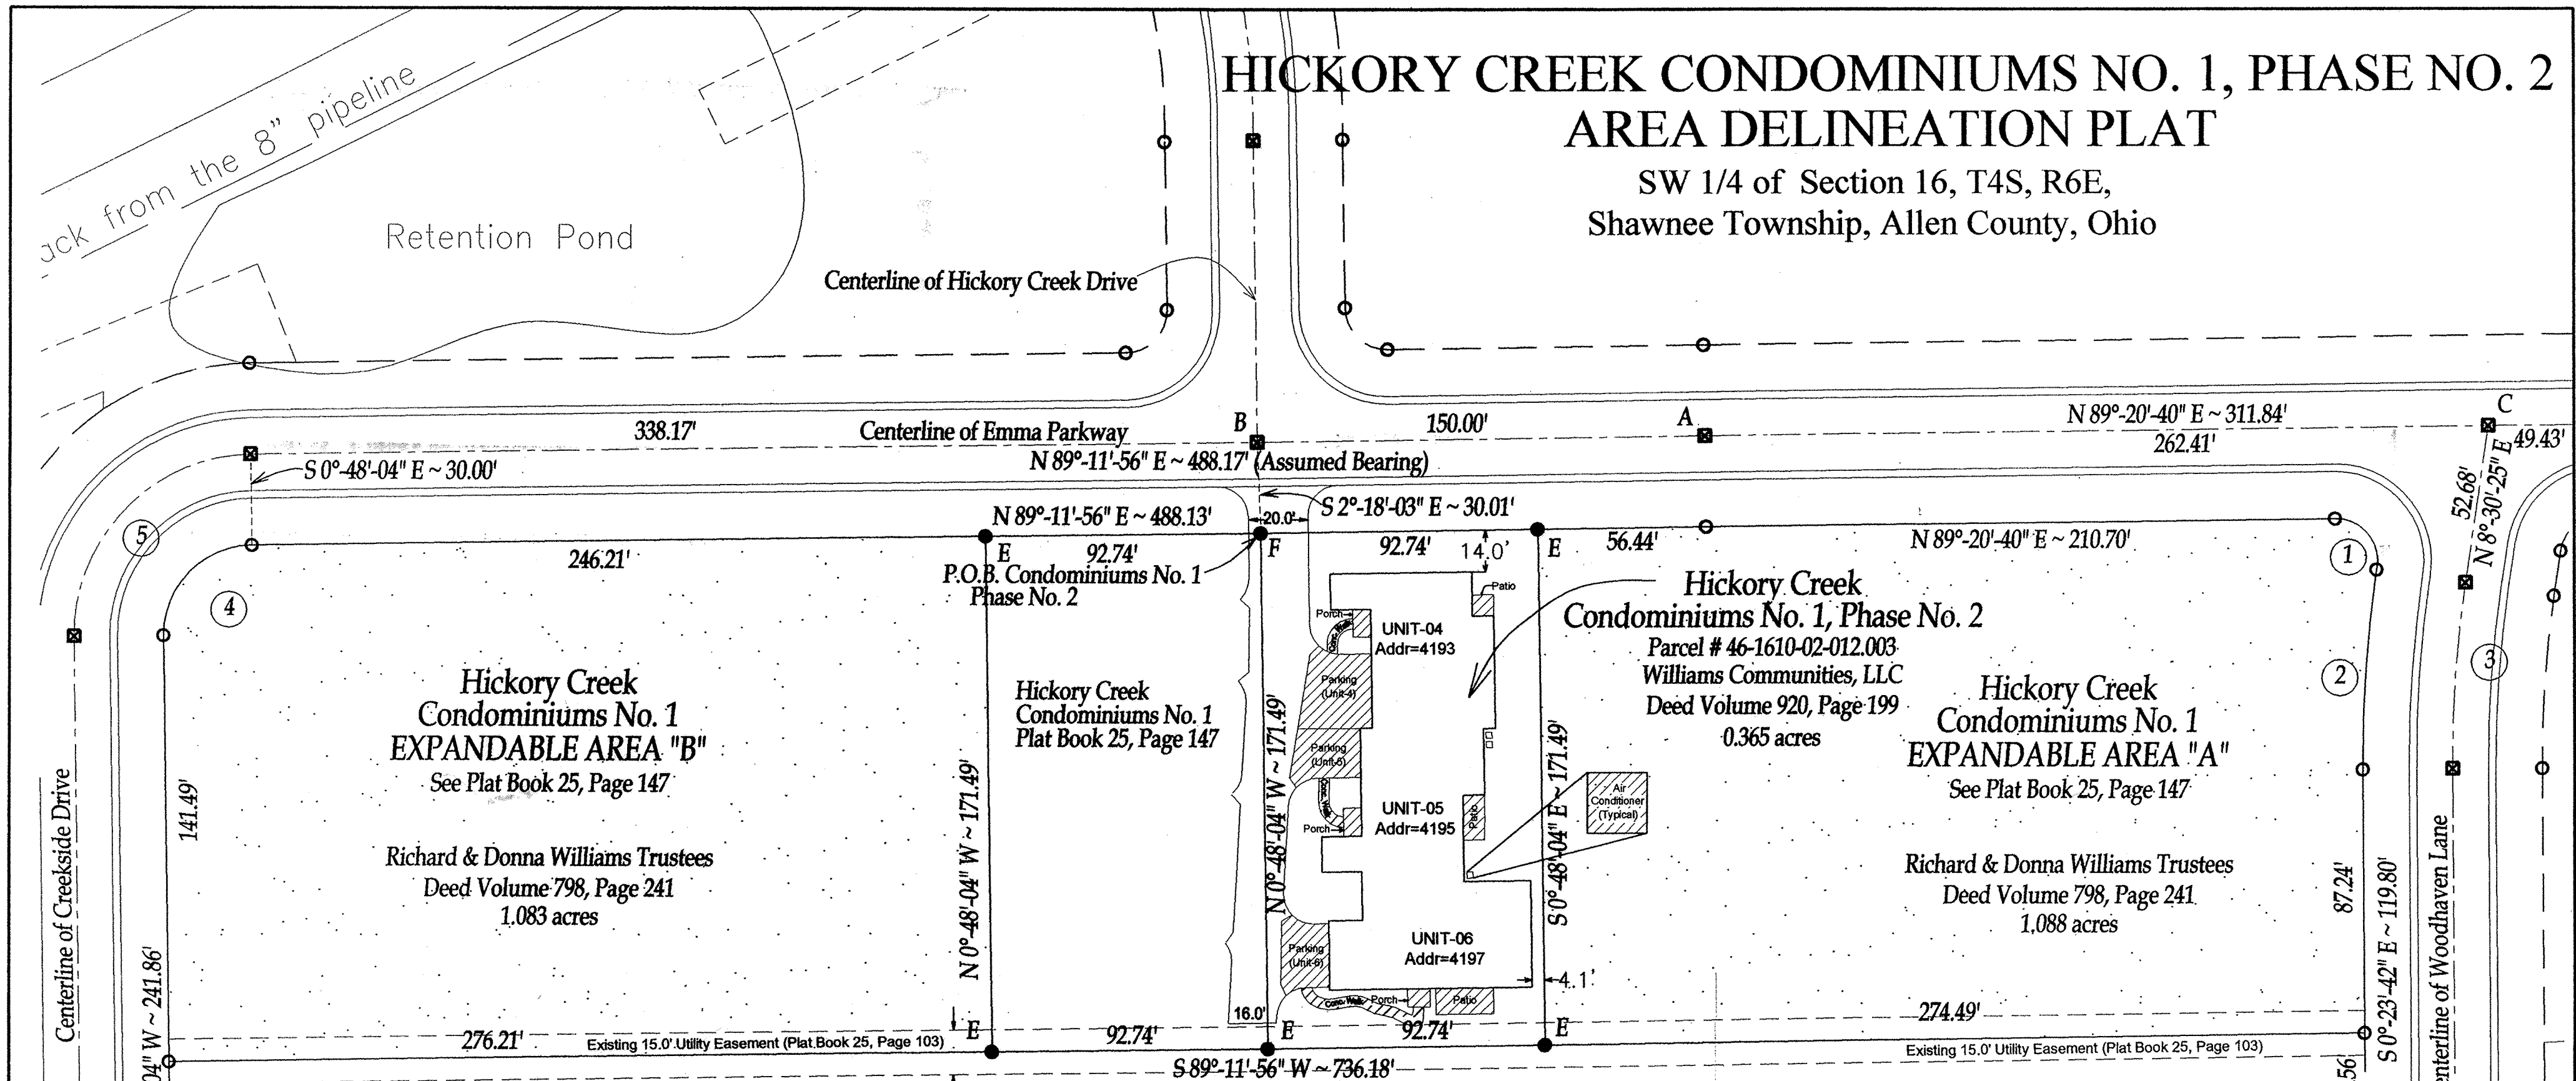 HICKORY CREEK CONDOMINIUMS NO. 1, PHASE NO. 2
AREA DELINEATION PLAT
SW 1/4 of Section 16, T4S, R6E,
Shawnee Township, Allen County, Ohio
ack from the 8" pipeline
Retention Pond
Centerline of Hickory Creek Drive
338.17'
Centerline of Emma Parkway
B
150.00'
A
N 89°-20'-40" E ~ 311.84'
262.41'
C
49.43'
N 89°-11'-56" E ~ 488.17' (Assumed Bearing)
S 0°-48'-04" E ~ 30.00'
52.68'
N 8°-30'-25" E
S 2°-18'-03" E ~ 30.01'
N 89°-11'-56" E ~ 488.13'
20.0'
5
246.21'
E
92.74'
F
92.74'
14.0'
E
56.44'
N 89°-20'-40" E ~ 210.70'
1
P.O.B. Condominiums No. 1
Phase No. 2
4
Hickory Creek
Condominiums No. 1, Phase No. 2
Parcel # 46-1610-02-012.003
Williams Communities, LLC
Deed Volume 920, Page 199
0.365 acres
Patio
Porch
Conc. Walk
UNIT-04
Addr=4193
Parking
(Unit-4)
Parking
(Unit-5)
Conc. Walk
Porch
UNIT-05
Addr=4195
Patio
Air
Conditioner
(Typical)
UNIT-06
Addr=4197
Parking
(Unit-6)
Conc. Walk
Porch
Patio
4.1'
Hickory Creek
Condominiums No. 1
EXPANDABLE AREA "B"
See Plat Book 25, Page 147
Richard & Donna Williams Trustees
Deed Volume 798, Page 241
1.083 acres
Hickory Creek
Condominiums No. 1
Plat Book 25, Page 147
Hickory Creek
Condominiums No. 1
EXPANDABLE AREA "A"
See Plat Book 25, Page 147
Richard & Donna Williams Trustees
Deed Volume 798, Page 241
1.088 acres
2
3
Centerline of Creekside Drive
141.49'
04" W ~ 241.86'
N 0°-48'-04" W ~ 171.49'
N 0°-48'-04" W ~ 171.49'
S 0°-48'-04" E ~ 171.49'
87.24'
S 0°-23'-42" E ~ 119.80'
enterline of Woodhaven Lane
56
276.21'
Existing 15.0' Utility Easement (Plat Book 25, Page 103)
E
92.74'
16.0'
E
92.74'
E
274.49'
Existing 15.0' Utility Easement (Plat Book 25, Page 103)
S 89°-11'-56" W ~ 736.18'